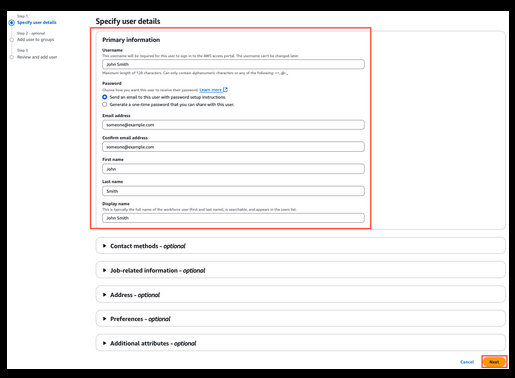 Step 1
Specify user details
Step 2 - optional
Add user to groups
Step 3
Review and add user
Specify user details
Primary information
Username
This username will be required for this user to sign in to the AWS access portal. The username can't be changed later.
John Smith
Maximum length of 128 characters. Can only contain alphanumeric characters or any of the following:
Password
Choose how you want this user to receive their password. Learn more
Send an email to this user with password setup instructions.
Generate a one-time password that you can share with this user.
Email address
someone@example.com
Confirm email address
someone@example.com
First name
John
Last name
Smith
Display name
This is typically the full name of the workforce user (first and last name), is searchable, and appears in the users list.
John Smith
Contact methods - optional
Job-related information - optional
Address - optional
Preferences - optional
Additional attributes - optional
Cancel
Next